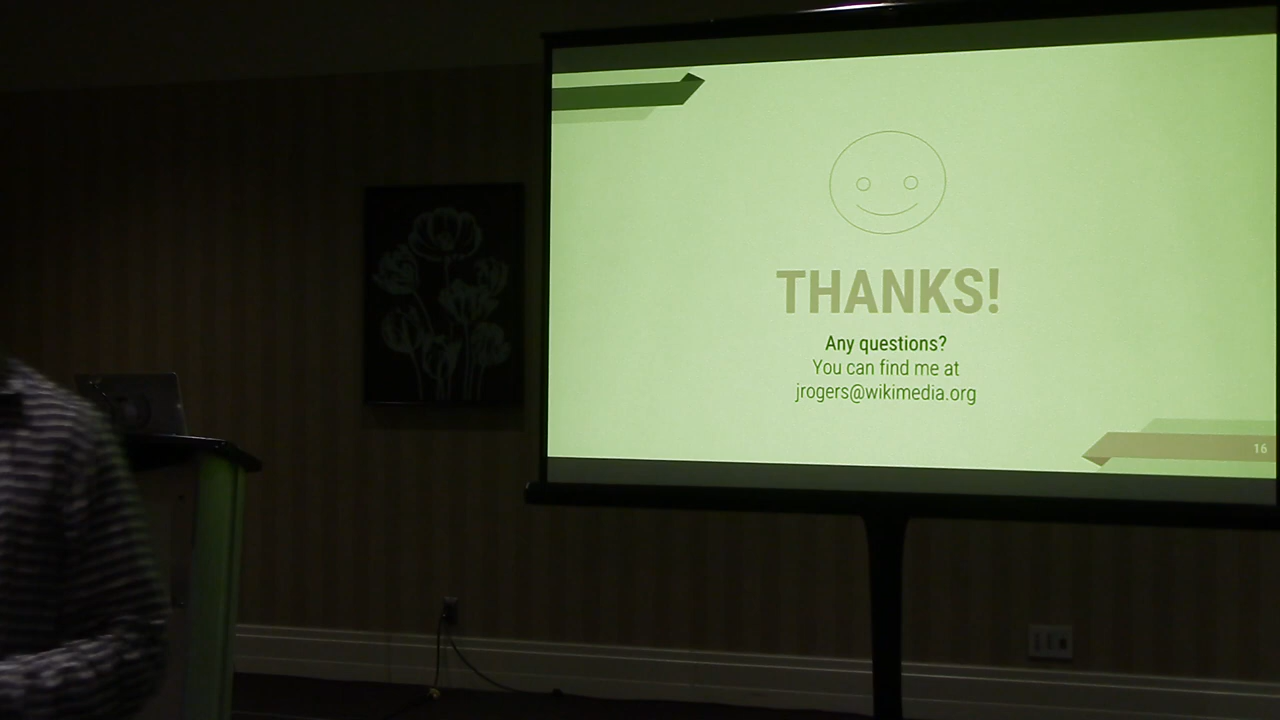 THANKS!
Any questions?
You can find me at
jrogers@wikimedia.org
16